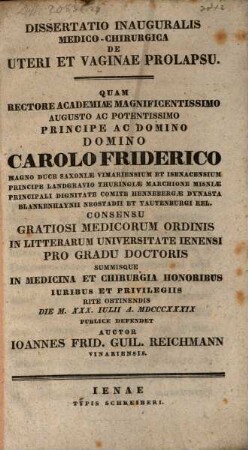 DISSERTATIO INAUGURALIS
MEDICO-CHIRURGICA
DE
UTERI ET VAGINAE PROLAPSU.
QUAM
RECTORE ACADEMIAE MAGNIFICENTISSIMO
AUGUSTO AC POTENTISSIMO
PRINCIPE AC DOMINO
DOMINO
CAROLO FRIDERICO
MAGNO DUCE SAXONIAE VIMARIENSIUM ET ISENACENSIUM
PRINCIPE LANDGRAVIO THURINGIAE MARCHIONE MISNIAE
PRINCIPALI DIGNITATE COMITE HENNEBERGAE DYNASTA
BLANKENHAYNII NEOSTADII ET TAUTENBURGI REL.
CONSENSU
GRATIOSI MEDICORUM ORDINIS
IN LITTERARUM UNIVERSITATE IENENSI
PRO GRADU DOCTORIS
SUMMISQUE
IN MEDICINA ET CHIRURGIA HONORIBUS
IURIBUS ET PRIVILEGIIS
RITE OBTINENDIS
DIE M. XXX. IULII A. MDCCCXXXIX
PUBLICE DEFENDET
AUCTOR
IOANNES FRID. GUIL. REICHMANN
VINARIENSIS.
IENAE
TYPIS SCHREIBERI.